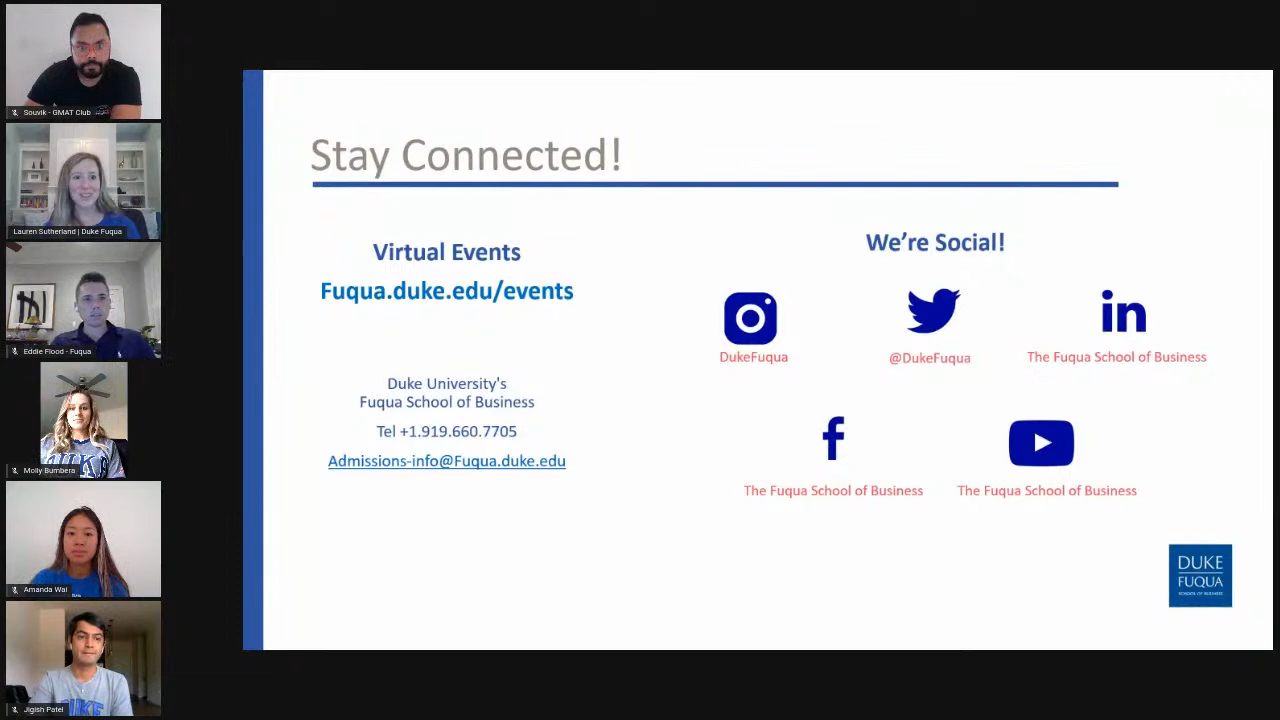 Souvik - GMAT Club
Lauren Sutherland | Duke Fuqua
Eddie Flood - Fuqua
Molly Bumbera
Amanda Wai
Jigish Patel
Stay Connected!
Virtual Events
Fuqua.duke.edu/events
Duke University's
Fuqua School of Business
Tel +1.919.660.7705
Admissions-info@Fuqua.duke.edu
We're Social!
DukeFuqua
@DukeFuqua
The Fuqua School of Business
The Fuqua School of Business
The Fuqua School of Business
DUKE
FUQUA
SCHOOL OF BUSINESS